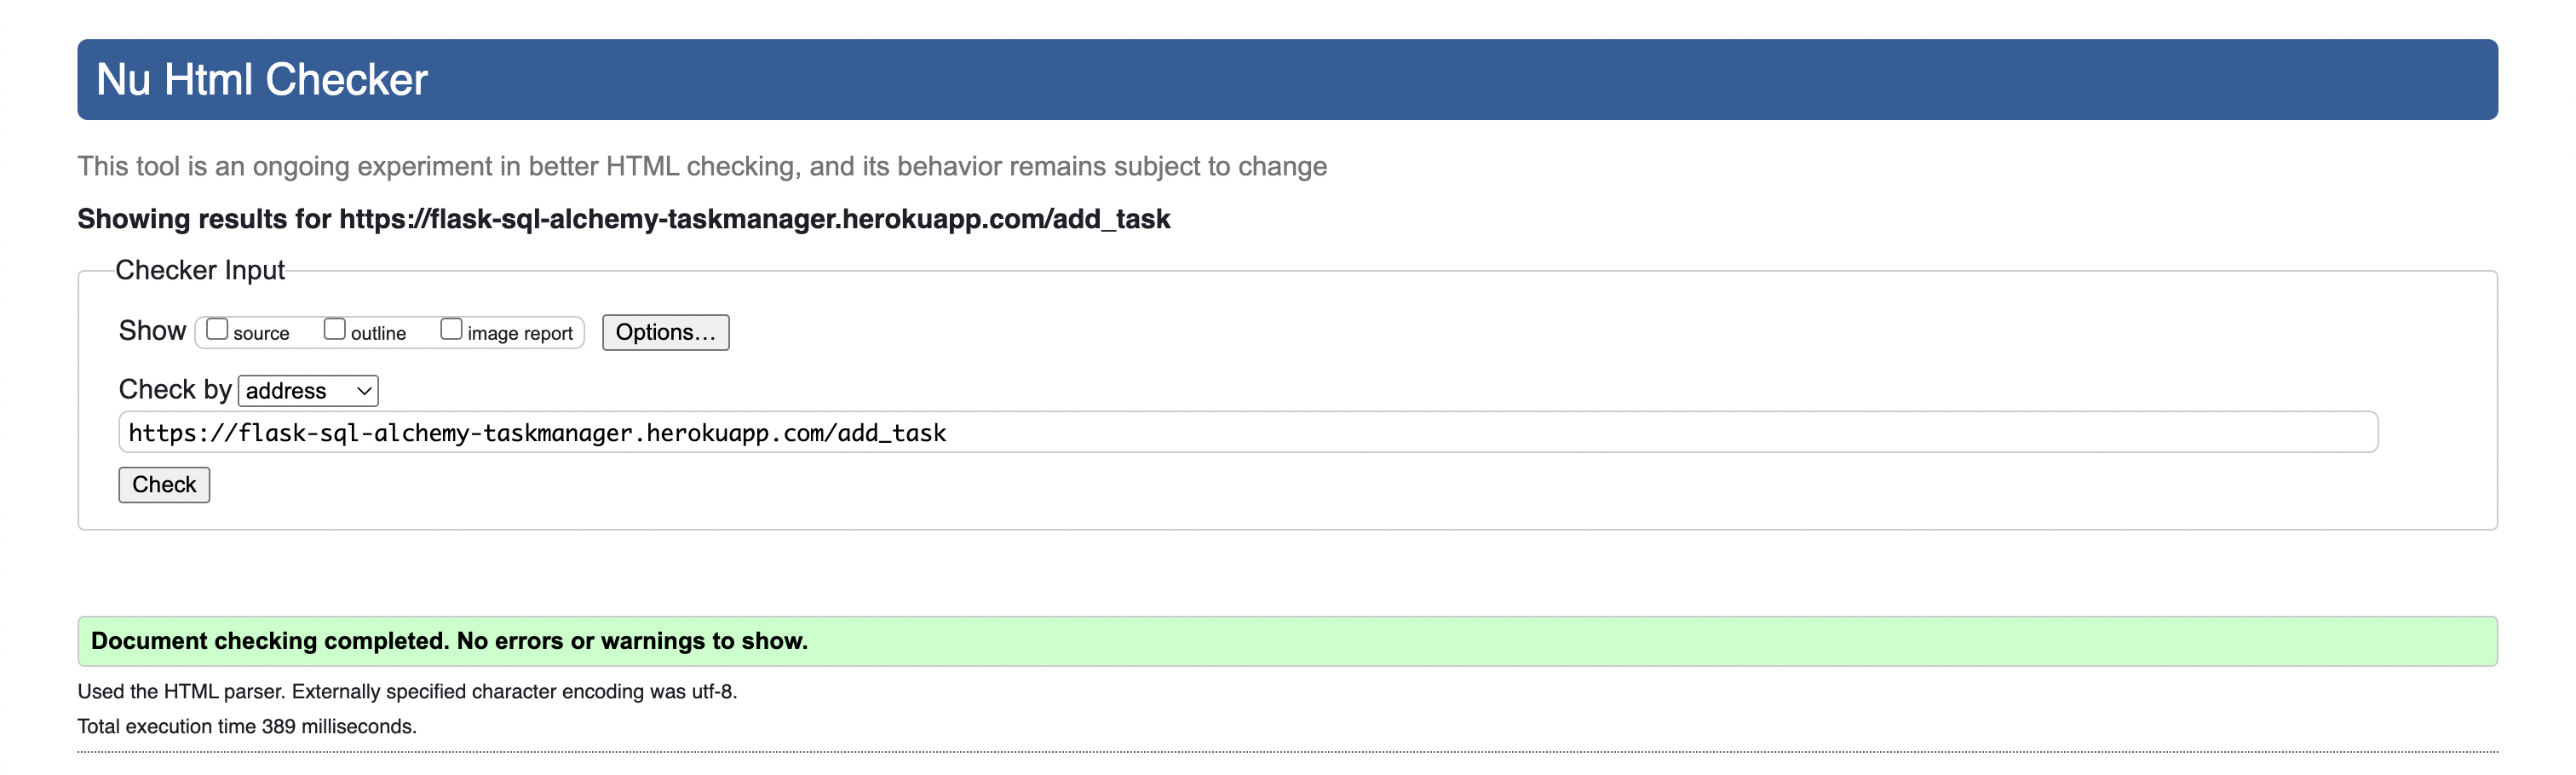 Nu Html Checker
This tool is an ongoing experiment in better HTML checking, and its behavior remains subject to change
Showing results for https://flask-sql-alchemy-taskmanager.herokuapp.com/add_task
Checker Input
Show source outline image report Options...
Check by address
https://flask-sql-alchemy-taskmanager.herokuapp.com/add_task
Check
Document checking completed. No errors or warnings to show.
Used the HTML parser. Externally specified character encoding was utf-8.
Total execution time 389 milliseconds.